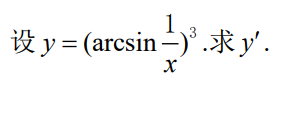 设 y = (arcsin 1/x)³ .求 y′ .